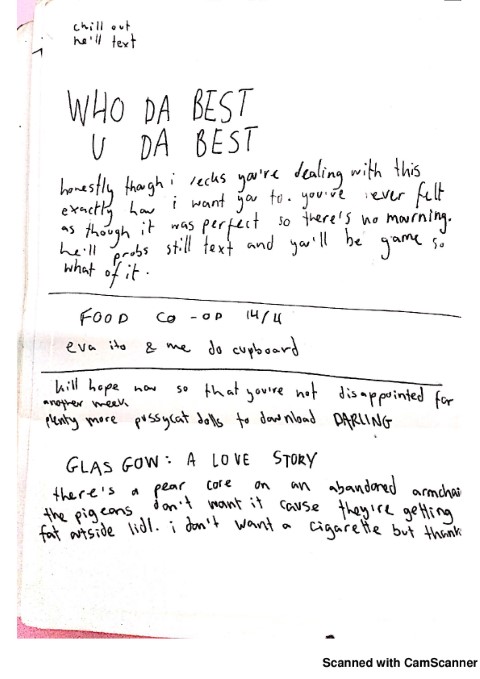 chill out
he'll text
WHO DA BEST
U DA BEST
honestly though i recks you're dealing with this
exactly how i want you to. you've never felt
as though it was perfect so there's no mourning.
he'll probs still text and you'll be game so
what of it.
FOOD CO-OP 14/4
eva ito & me do cupboard
kill hope now so that you're not disappointed for
another week
plenty more pussycat dolls to download DARLING
GLASGOW: A LOVE STORY
there's a pear core on an abandoned armchai
the pigeons don't want it cause they're getting
fat outside lidl. i don't want a cigarette but thank
Scanned with CamScanner